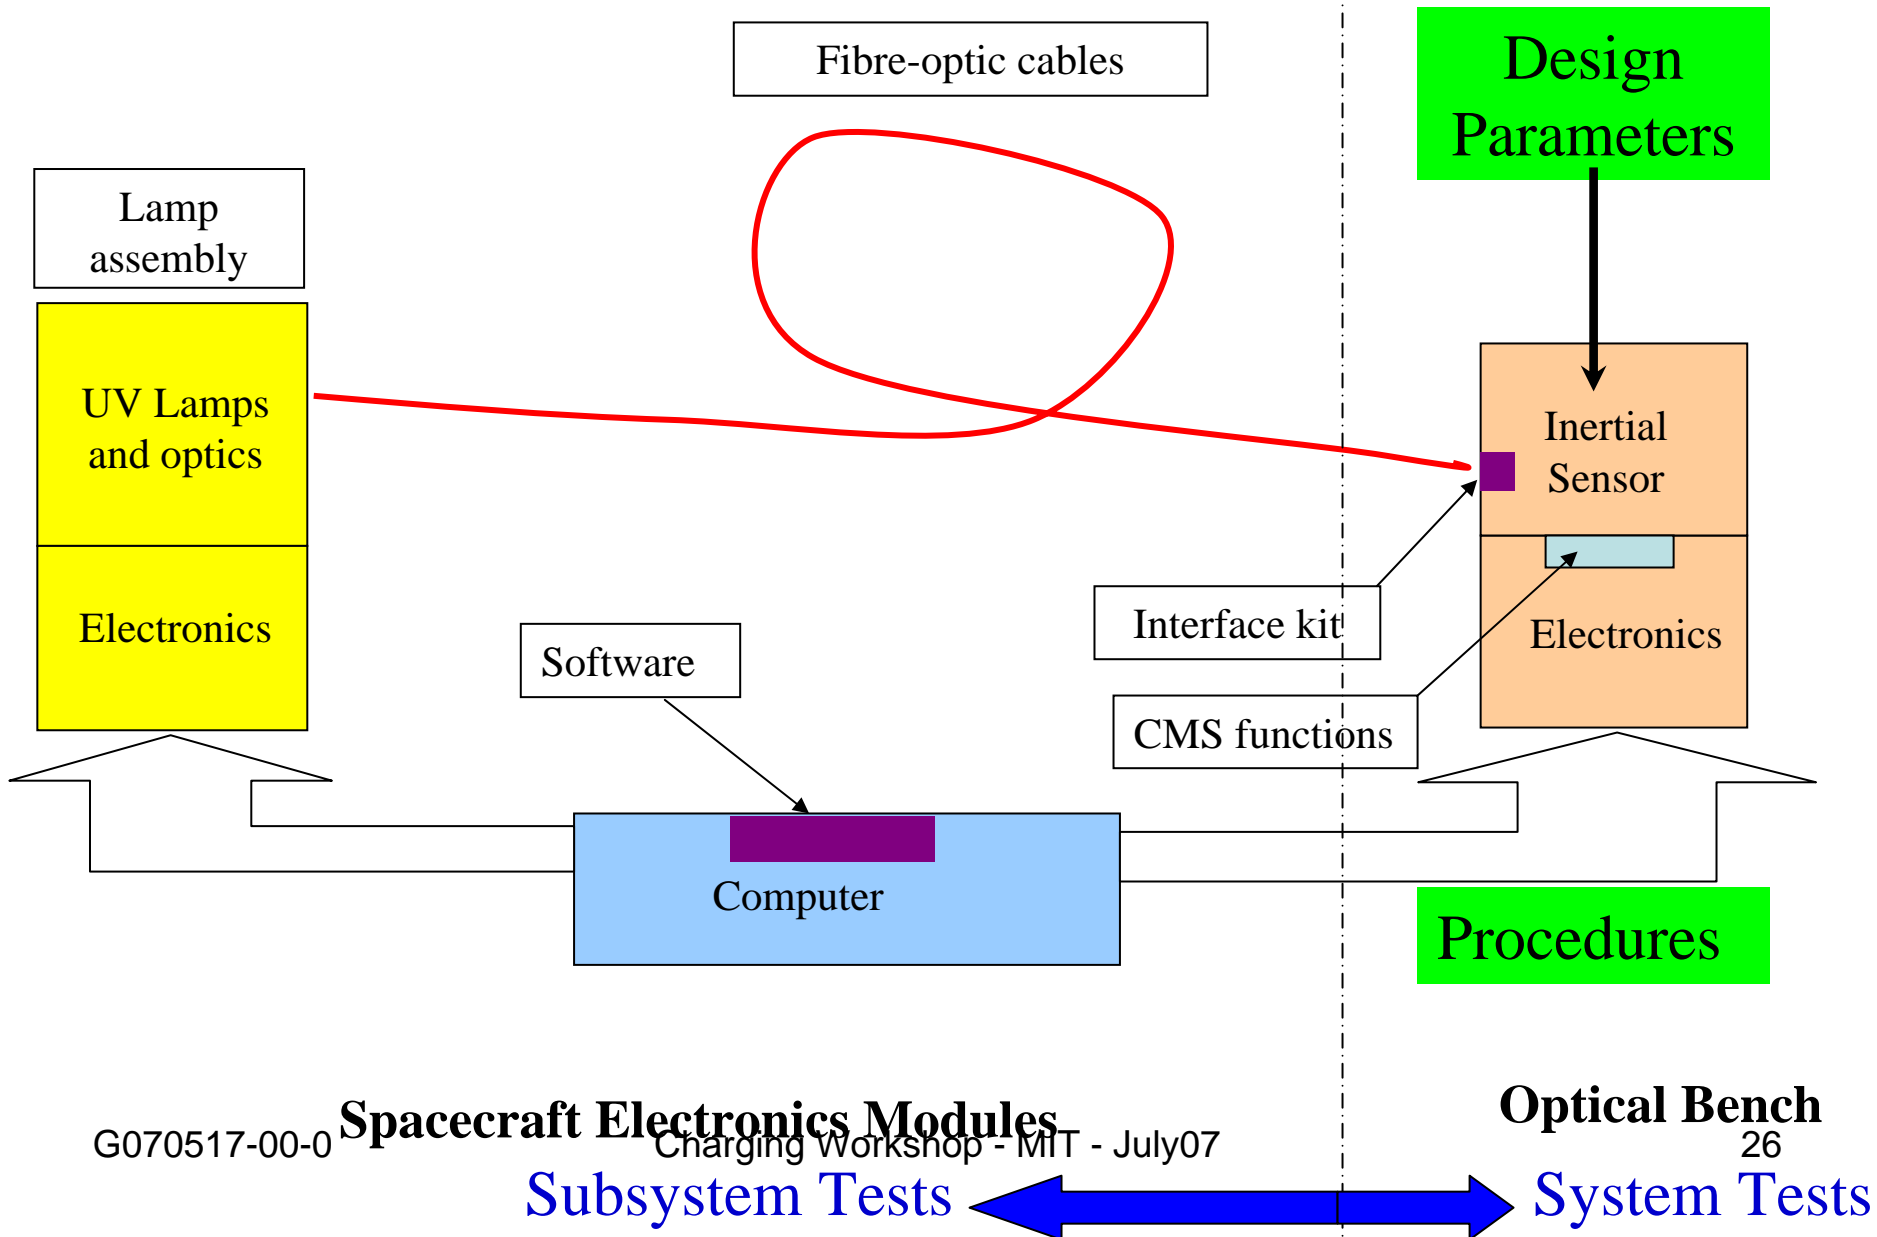 Fibre-optic cables
Design
Parameters
Lamp
assembly
UV Lamps
and optics
Inertial
Sensor
Electronics
Interface kit
Electronics
Software
CMS functions
Computer
Procedures
Spacecraft Electronics Modules
Optical Bench
G070517-00-0
Charging Workshop - MIT - July07
26
Subsystem Tests
System Tests